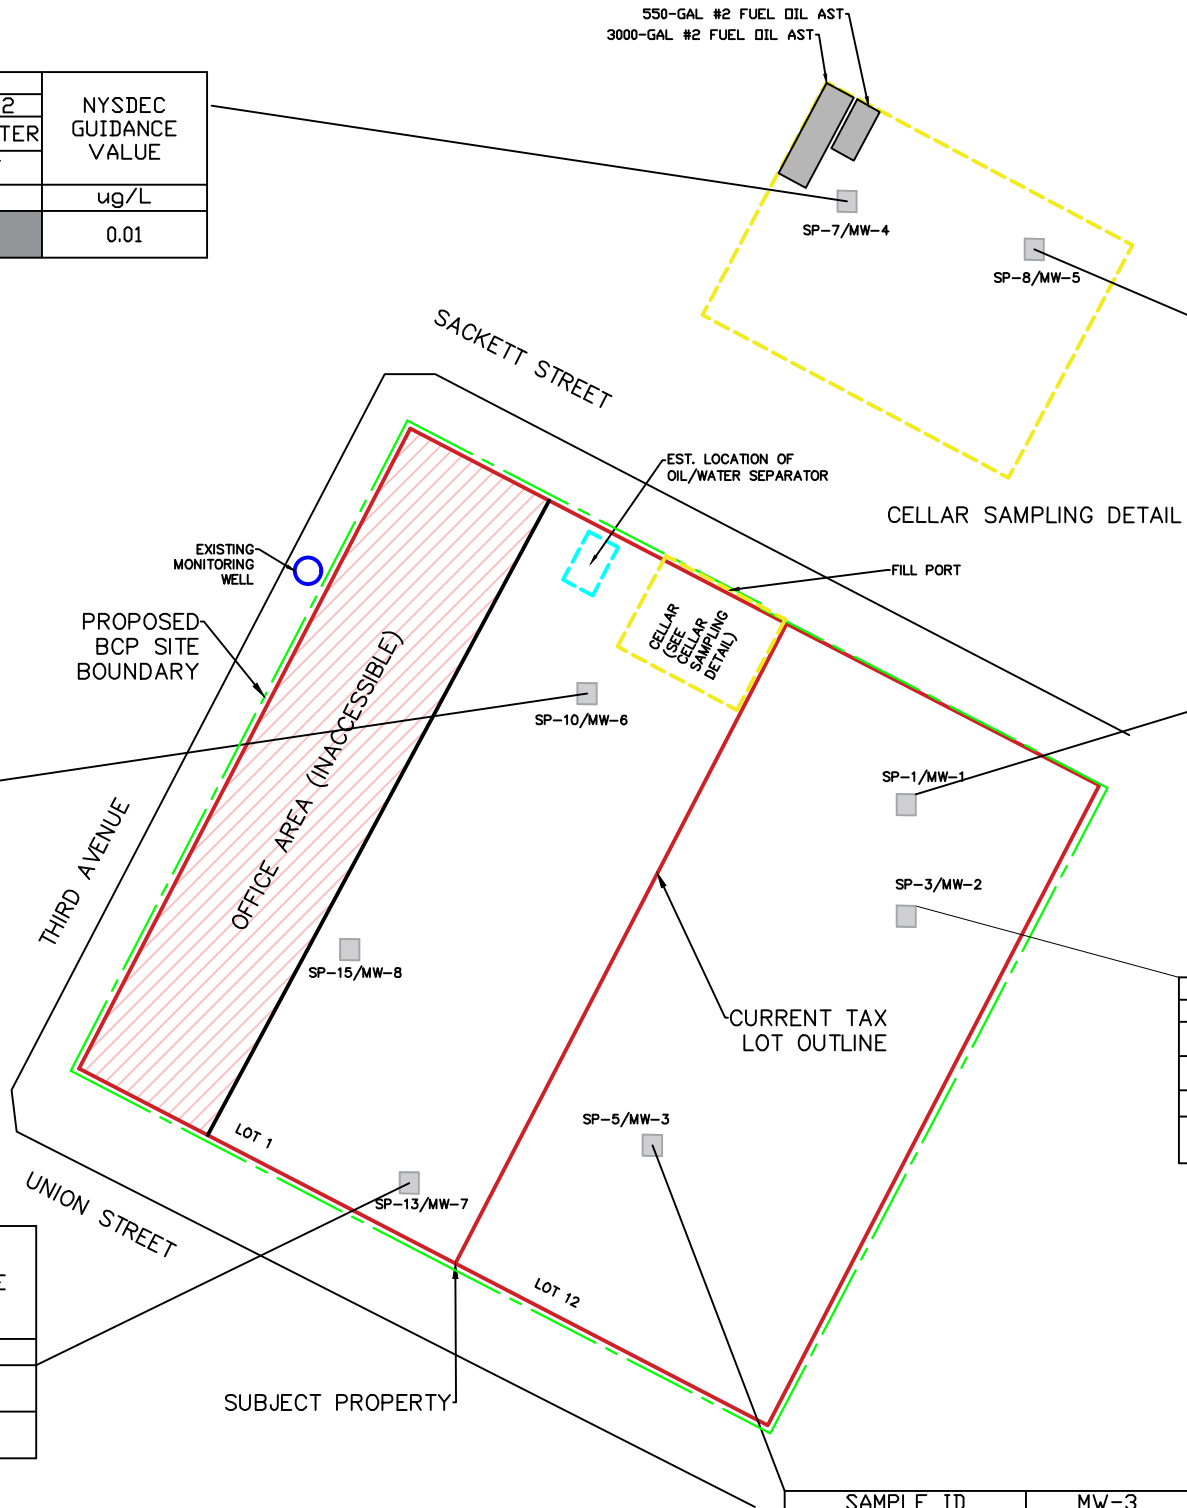 550-GAL #2 FUEL OIL AST
3000-GAL #2 FUEL OIL AST
2
TER
NYSDEC
GUIDANCE
VALUE
ug/L
0.01
SP-7/MW-4
SP-8/MW-5
CELLAR SAMPLING DETAIL
SACKETT STREET
EST. LOCATION OF
OIL/WATER SEPARATOR
FILL PORT
EXISTING
MONITORING
WELL
PROPOSED
BCP SITE
BOUNDARY
CELLAR
(SEE
CELLAR
SAMPLING
DETAIL)
OFFICE AREA (INACCESSIBLE)
SP-10/MW-6
SP-1/MW-1
SP-3/MW-2
THIRD AVENUE
SP-15/MW-8
CURRENT TAX
LOT OUTLINE
SP-5/MW-3
LOT 1
SP-13/MW-7
UNION STREET
E
LOT 12
SUBJECT PROPERTY
SAMPLE ID
MW-3